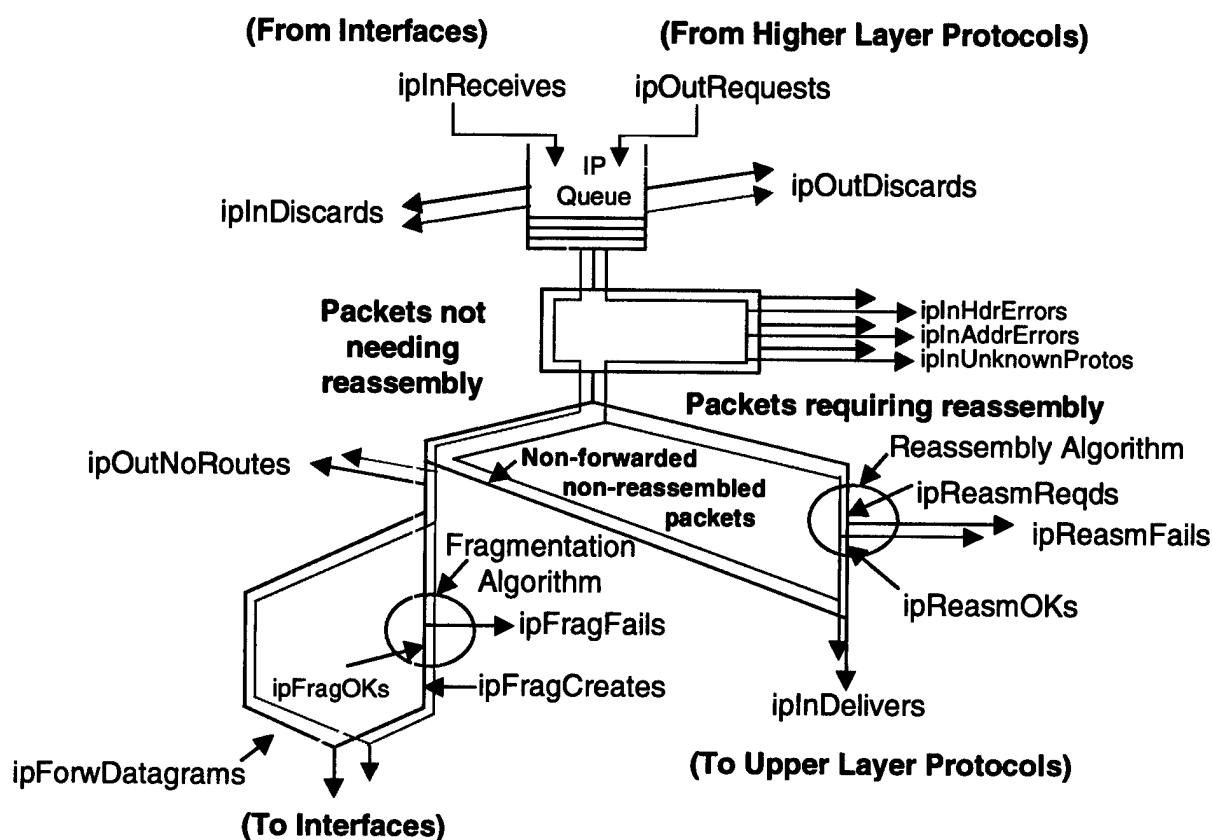 (From Interfaces)
(From Higher Layer Protocols)
ipInReceives
ipOutRequests
IP
Queue
ipInDiscards
ipOutDiscards
Packets not
needing
reassembly
ipInHdrErrors
ipInAddrErrors
ipInUnknownProtos
Packets requiring reassembly
ipOutNoRoutes
Non-forwarded
non-reassembled
packets
Reassembly Algorithm
ipReasmReqds
ipReasmFails
ipReasmOKs
Fragmentation
Algorithm
ipFragFails
ipFragOKs
ipFragCreates
ipInDelivers
ipForwDatagrams
(To Upper Layer Protocols)
(To Interfaces)